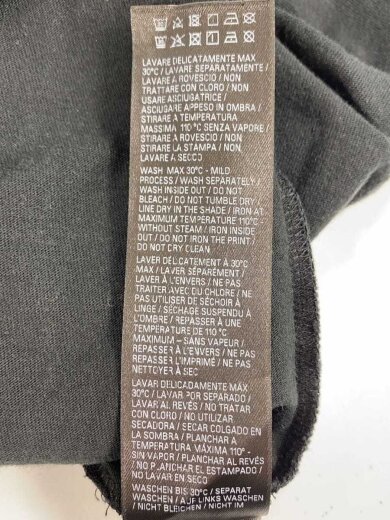 LAVARE DELICATAMENTE MAX
30°C / LAVARE SEPARATAMENTE /
LAVARE A ROVESCIO / NON
TRATTARE CON CLORO / NON
USARE ASCIUGATRICE /
ASCIUGARE APPESO IN OMBRA /
STIRARE A TEMPERATURA
MASSIMA 110 °C SENZA VAPORE /
STIRARE A ROVESCIO / NON
STIRARE LA STAMPA / NON
LAVARE A SECCO
WASH MAX 30°C - MILD
PROCESS / WASH SEPARATELY /
WASH INSIDE OUT / DO NOT
BLEACH / DO NOT TUMBLE DRY /
LINE DRY IN THE SHADE / IRON AT
MAXIMUM TEMPERATURE 110°C -
WITHOUT STEAM / IRON INSIDE
OUT / DO NOT IRON THE PRINT /
DO NOT DRY CLEAN
LAVER DÉLICATEMENT À 30°C
MAX / LAVER SÉPARÉMENT /
LAVER À L'ENVERS / NE PAS
TRAITER AVEC DU CHLORE / NE
PAS UTILISER DE SÉCHOIR À
LINGE / SÉCHAGE SUSPENDU À
L'OMBRE / REPASSER À UNE
TEMPÉRATURE DE 110 °C
MAXIMUM - SANS VAPEUR /
REPASSER À L'ENVERS / NE PAS
REPASSER L'IMPRESSION / NE PAS
NETTOYER À SEC
LAVAR DELICADAMENTE MÁX
30°C / LAVAR POR SEPARADO /
LAVAR AL REVÉS / NO TRATAR
CON CLORO / NO UTILIZAR
SECADORA / SECAR COLGADO EN
LA SOMBRA / PLANCHAR A
TEMPERATURA MÁXIMA 110° -
SIN VAPOR / PLANCHAR AL REVÉS
/ NO PLANCHAR EL ESTAMPADO /
NO LAVAR EN SECO
WASCHEN BIS 30°C / SEPARAT
WASCHEN / AUF LINKS WASCHEN
/ NICHT BLEICHEN / NICHT IM